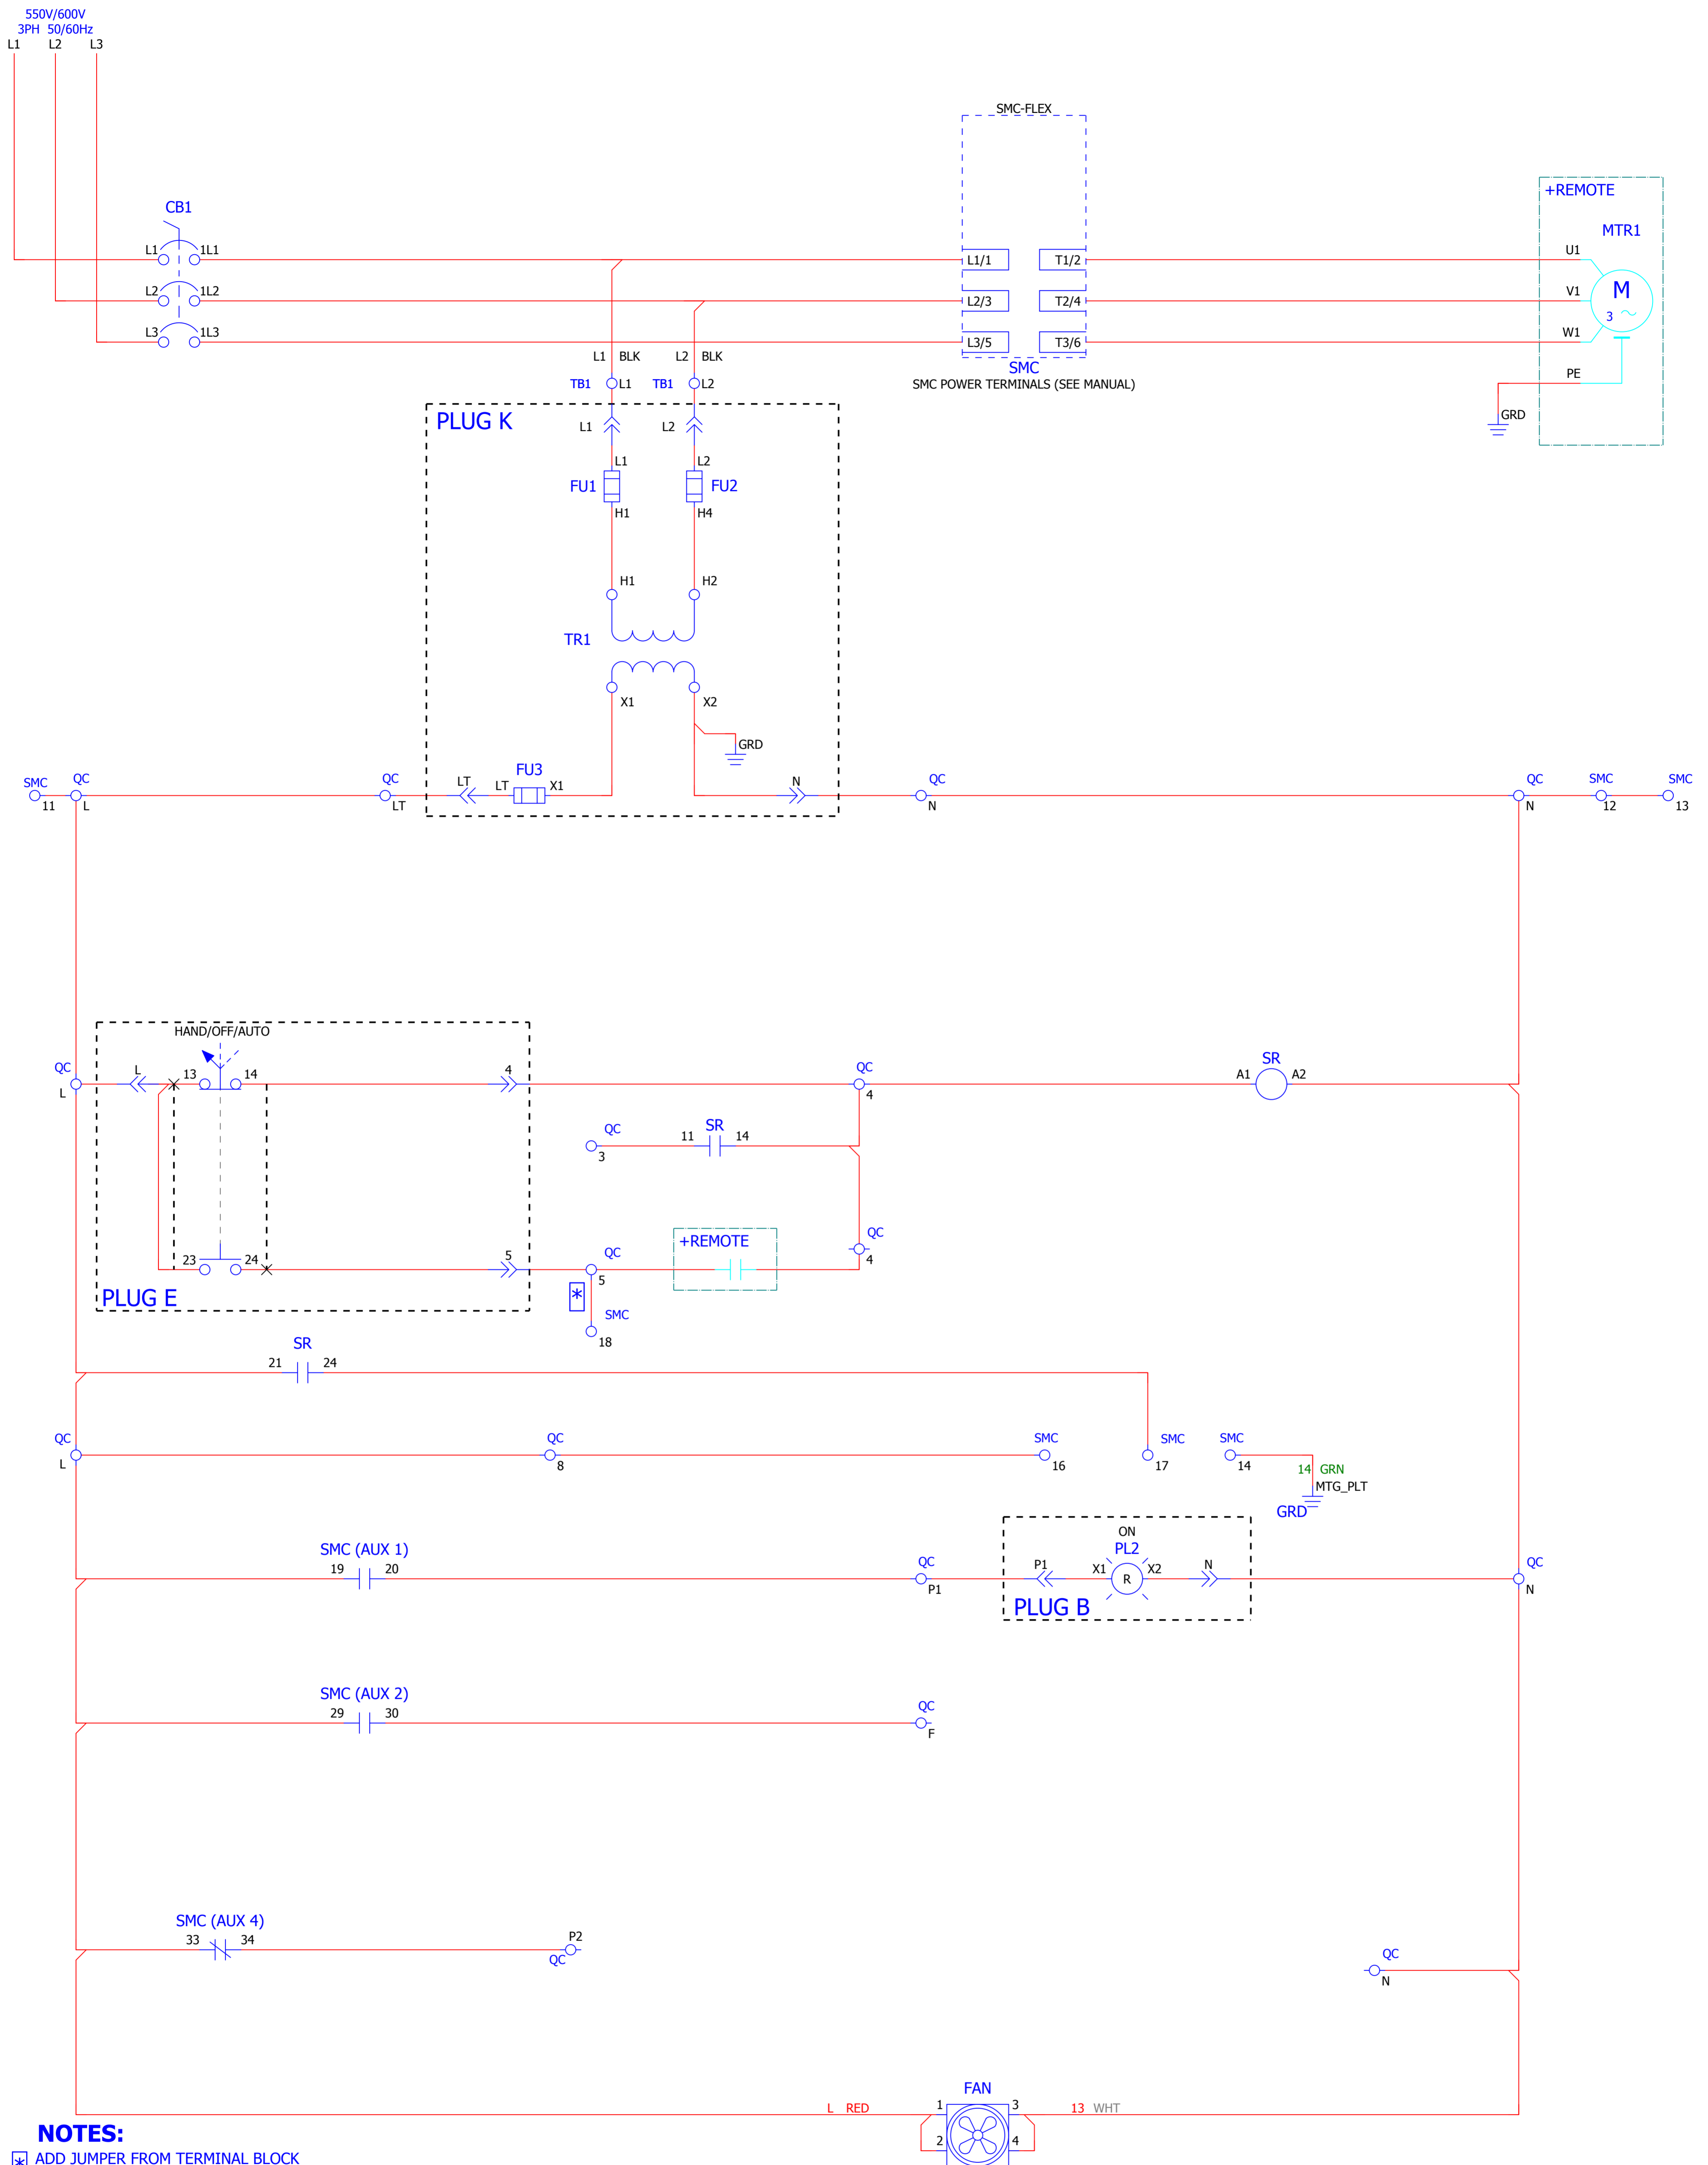 550V/600V
3PH 50/60Hz
L1 L2 L3
SMC-FLEX
+REMOTE
CB1
MTR1
L1 1L1
L1/1 T1/2
U1
L2 1L2
L2/3 T2/4
V1
M
3
L3 1L3
L3/5 T3/6
W1
L1 BLK L2 BLK
SMC
SMC POWER TERMINALS (SEE MANUAL)
PE
TB1 L1 TB1 L2
GRD
PLUG K
L1 L2
L1 L2
FU1 FU2
H1 H4
H1 H2
TR1
X1 X2
GRD
SMC QC QC FU3 QC QC SMC SMC
LT LT X1 N
11 L LT N N 12 13
HAND/OFF/AUTO
QC L 13 14 4 QC SR
A1 A2
L 4
QC SR
11 14
3
+REMOTE QC
23 24 5 QC
5 4
PLUG E
*
SMC
18
SR
21 24
QC QC SMC SMC SMC
L 8 16 17 14
14 GRN
MTG_PLT
GRD
ON
PL2
SMC (AUX 1)
19 20 QC P1 X1 R X2 N QC
P1 N
PLUG B
SMC (AUX 2)
29 30 QC
F
SMC (AUX 4)
33 34 P2
QC
QC
N
FAN
L RED 1 3 13 WHT
2 4
NOTES:
* ADD JUMPER FROM TERMINAL BLOCK